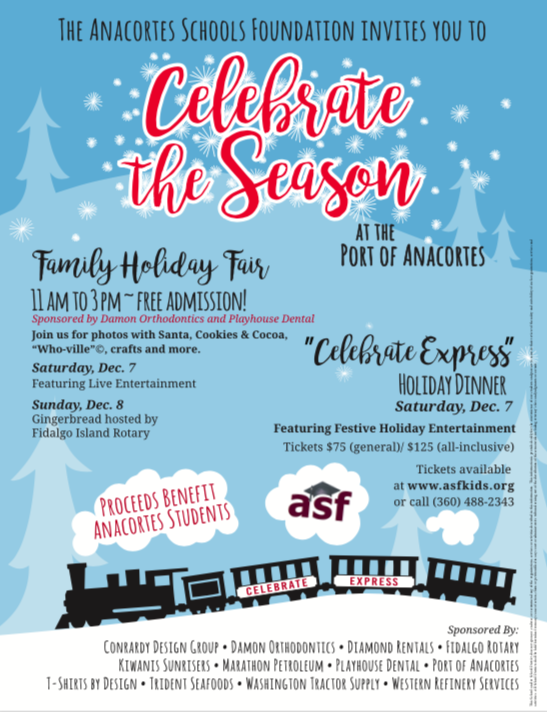 THE ANACORTES SCHOOLS FOUNDATION INVITES YOU TO
Celebrate
the Season
AT THE
PORT OF ANACORTES
Family Holiday Fair
11 AM TO 3 PM ~ FREE ADMISSION!
Sponsored by Damon Orthodontics and Playhouse Dental
Join us for photos with Santa, Cookies & Cocoa,
"Who-ville"©, crafts and more.
Saturday, Dec. 7
Featuring Live Entertainment
Sunday, Dec. 8
Gingerbread hosted by
Fidalgo Island Rotary
"Celebrate Express"
HOLIDAY DINNER
Saturday, Dec. 7
Featuring Festive Holiday Entertainment
Tickets $75 (general)/ $125 (all-inclusive)
Tickets available
at www.asfkids.org
or call (360) 488-2343
PROCEEDS BENEFIT
ANACORTES STUDENTS
asf
CELEBRATE
EXPRESS
Sponsored By:
CONRARDY DESIGN GROUP • DAMON ORTHODONTICS • DIAMOND RENTALS • FIDALGO ROTARY
KIWANIS SUNRISERS • MARATHON PETROLEUM • PLAYHOUSE DENTAL • PORT OF ANACORTES
T-SHIRTS BY DESIGN • TRIDENT SEAFOODS • WASHINGTON TRACTOR SUPPLY • WESTERN REFINERY SERVICES